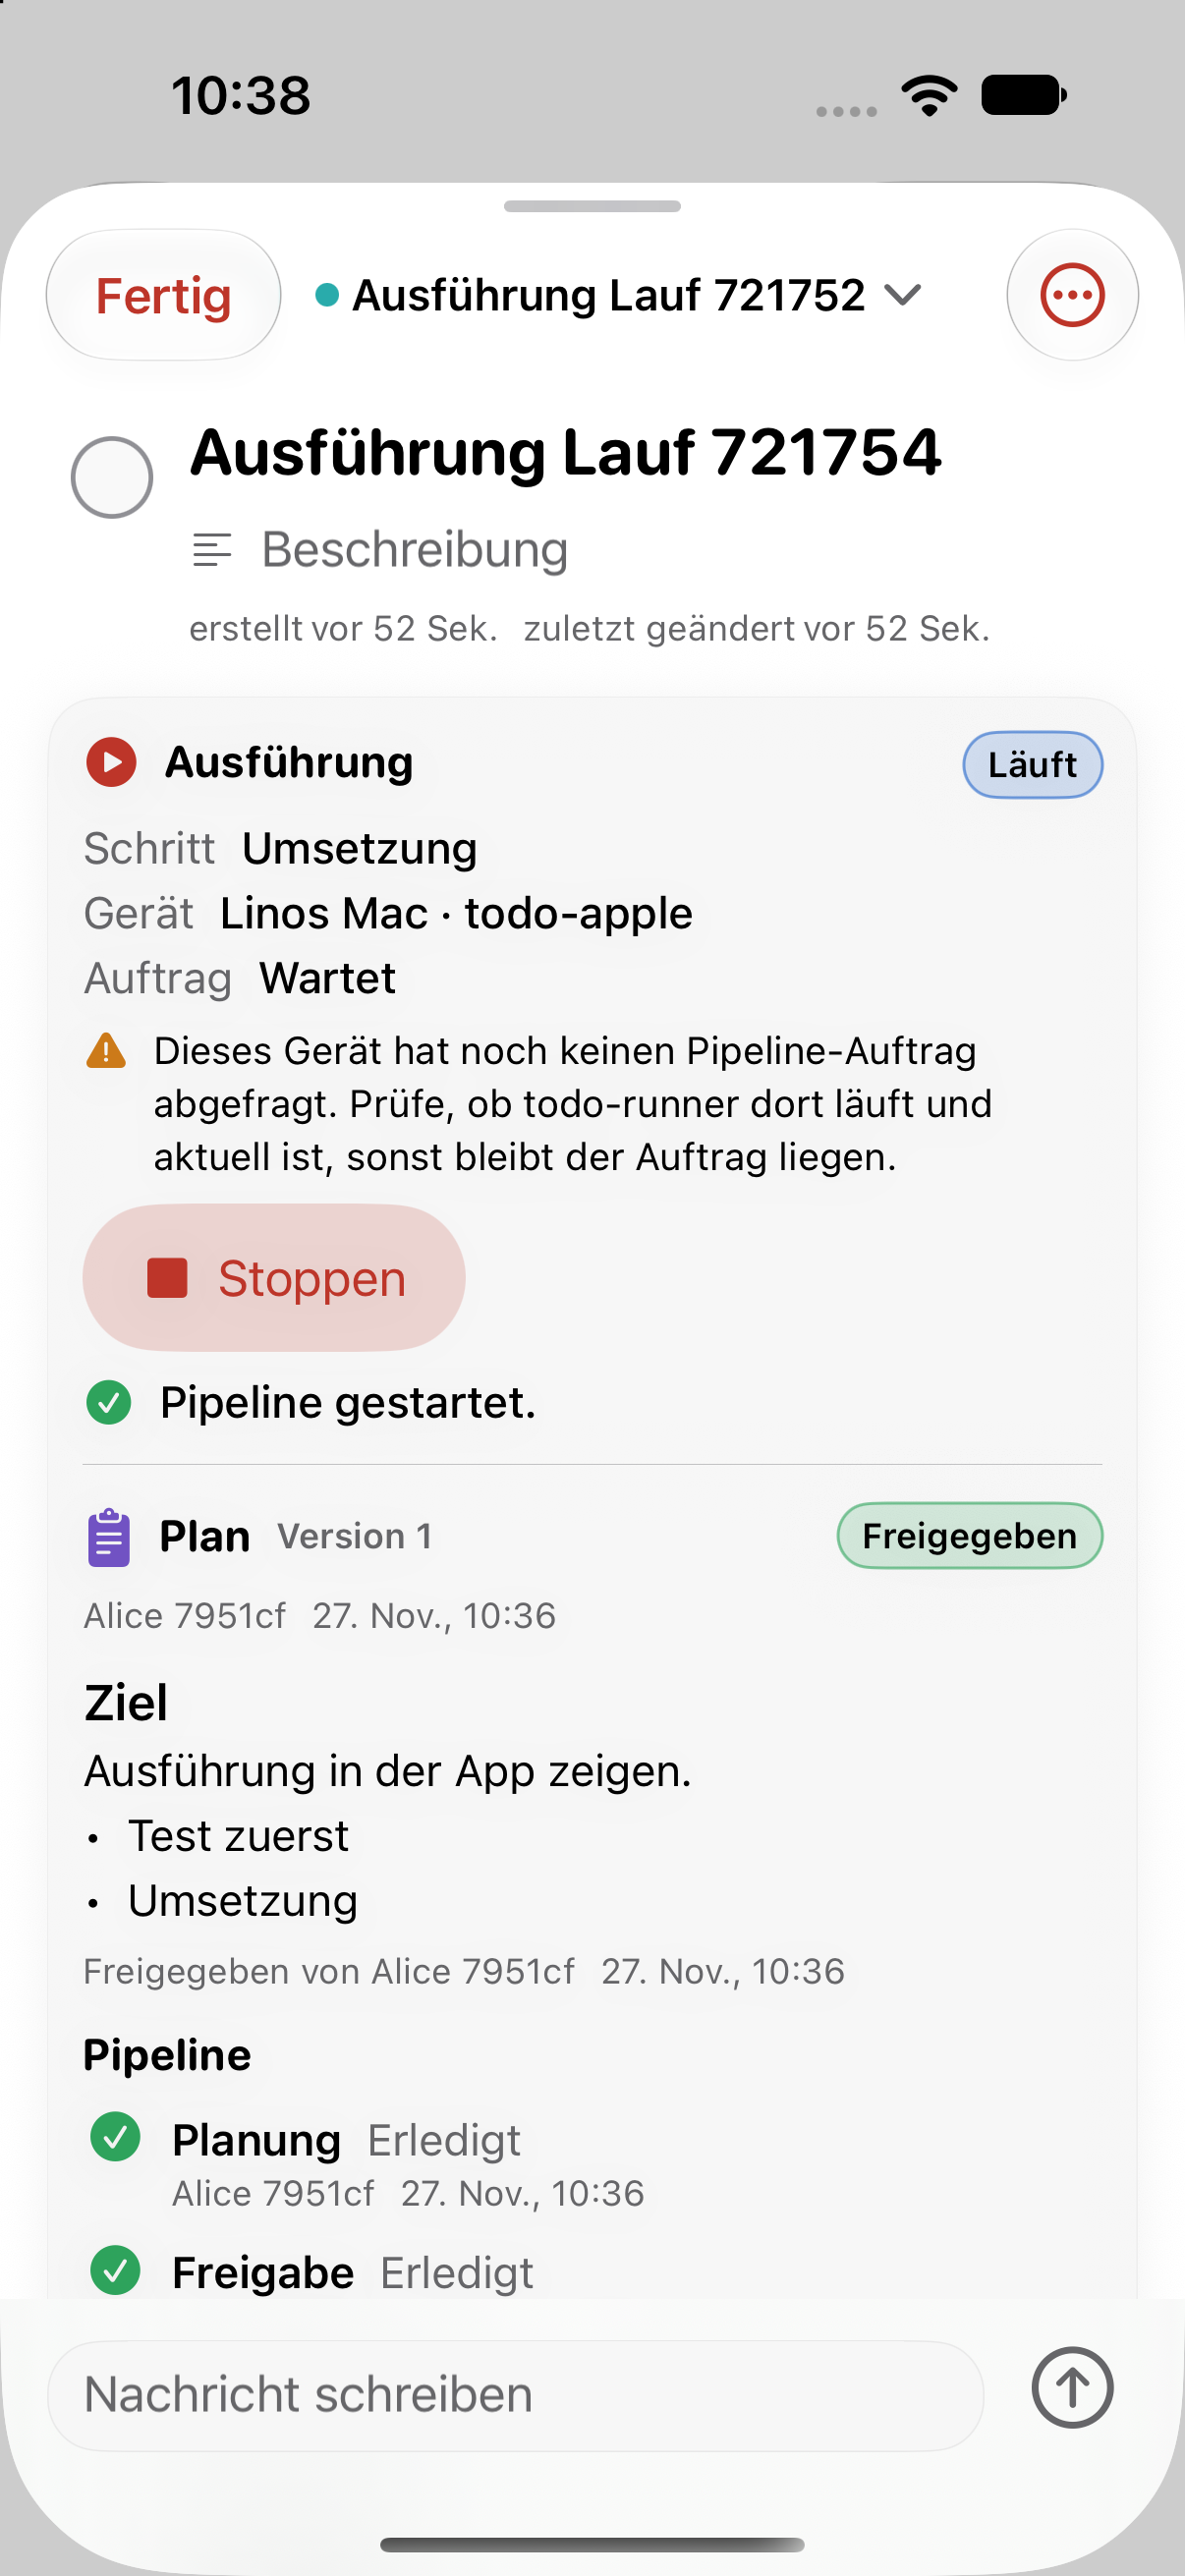 10:38
Fertig
Ausführung Lauf 721752
Ausführung Lauf 721754
Beschreibung
erstellt vor 52 Sek. zuletzt geändert vor 52 Sek.
Ausführung
Läuft
Schritt Umsetzung
Gerät Linos Mac · todo-apple
Auftrag Wartet
Dieses Gerät hat noch keinen Pipeline-Auftrag
abgefragt. Prüfe, ob todo-runner dort läuft und
aktuell ist, sonst bleibt der Auftrag liegen.
Stoppen
Pipeline gestartet.
Plan Version 1
Freigegeben
Alice 7951cf 27. Nov., 10:36
Ziel
Ausführung in der App zeigen.
• Test zuerst
• Umsetzung
Freigegeben von Alice 7951cf 27. Nov., 10:36
Pipeline
Planung Erledigt
Alice 7951cf 27. Nov., 10:36
Freigabe Erledigt
Nachricht schreiben